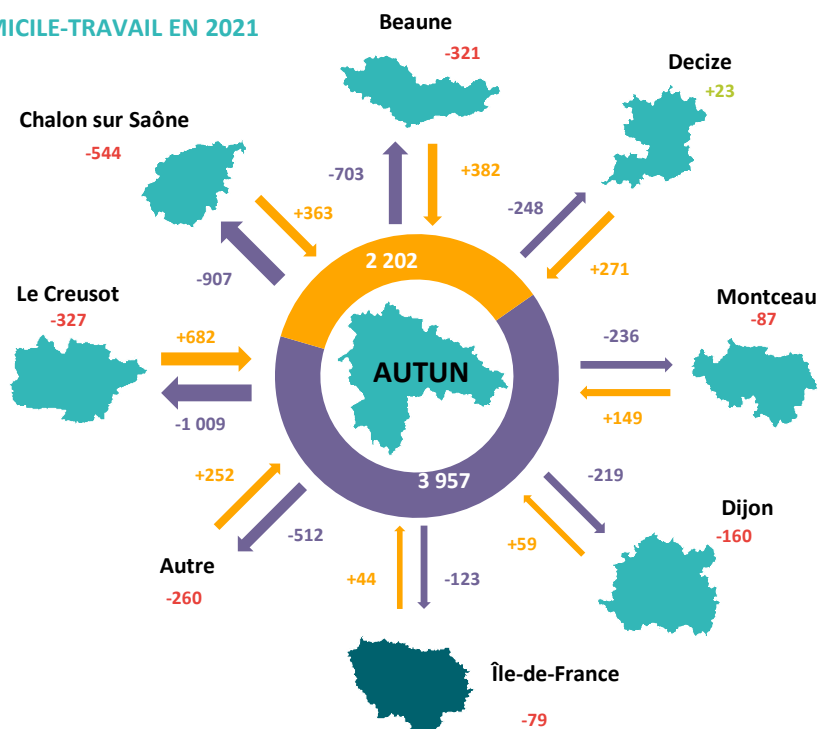 MICILE-TRAVAIL EN 2021
Beaune
-321
Decize
+23
Chalon sur Saône
-544
-703
+382
-248
+363
+271
-907
2 202
Le Creusot
-327
+682
-1 009
AUTUN
Montceau
-87
-236
+149
+252
-512
3 957
-219
+59
Dijon
-160
Autre
-260
+44
-123
Île-de-France
-79